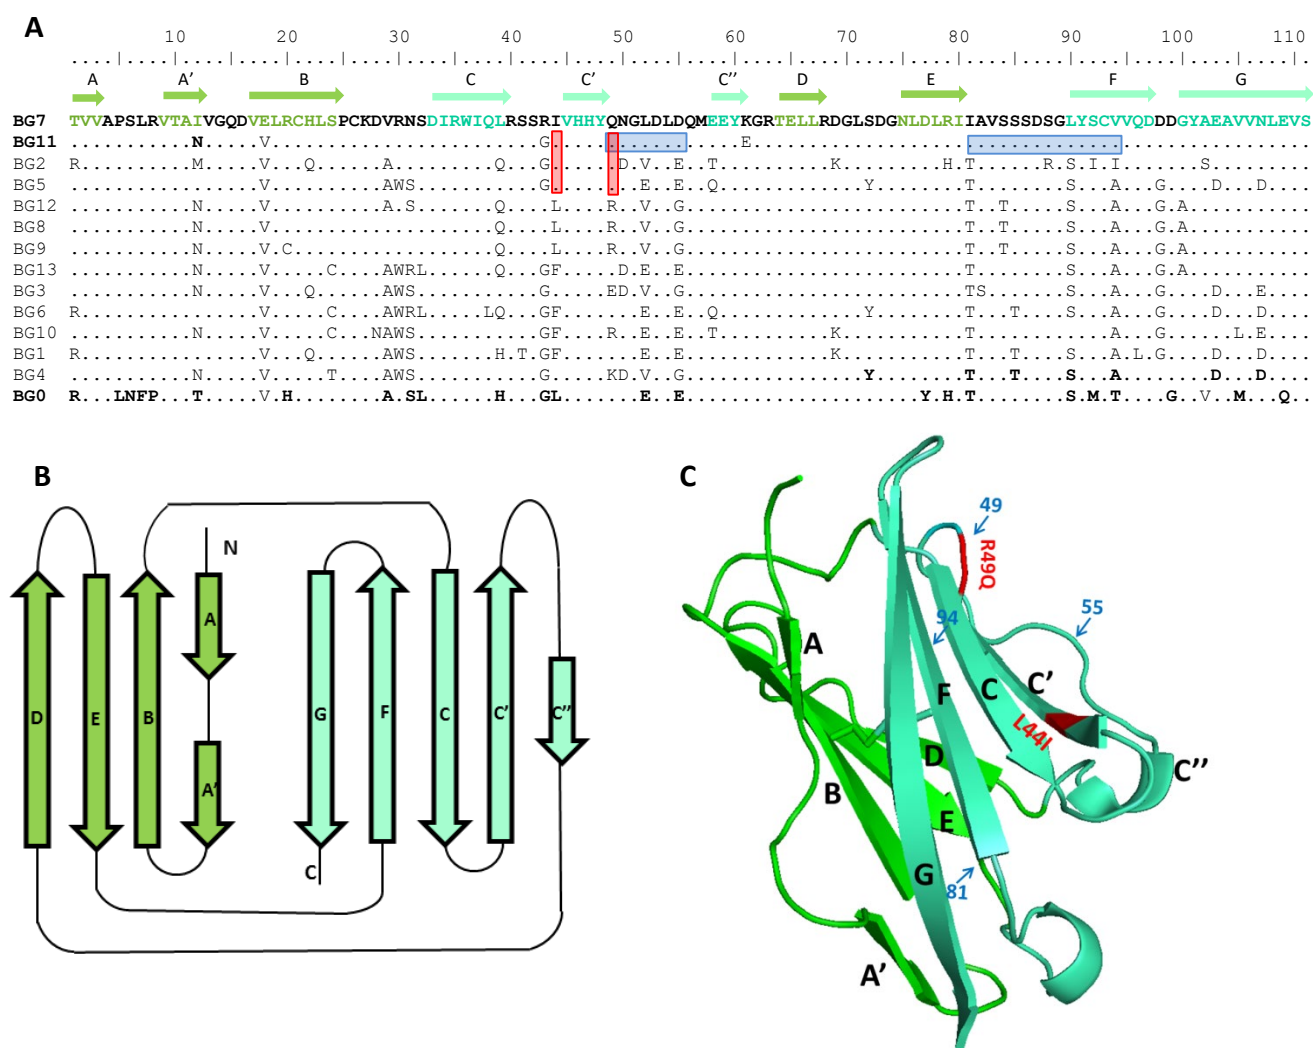 A
10 20 30 40 50 60 70 80 90 100 110
A A’ B C C’ C’’ D E F G
BG7 TVVAPSLRVTAIVGQDVELRCHLSPCKDVRNSDIRWIQLRSSRIVHHYQNGLDLDQMEEYKGRTELLRDGLSDGNLDLRIIAVSSSDSGLYSCVVQDDDGYAEAVVNLEVS
BG11 ...........N.....V........................G.................E..................................................
BG2 R..........M.........Q......A.........Q...G......D.V..E..T..........K.........H.T......R.S.I.I.......S.........
BG5 .................V..........AWS...........G........E..E..Q.............Y........T............A...G....D...D....
BG12 ...........N.....V..........A.S.......Q....L....R..V..G.........................T..T.....S...A...G.A...........
BG8 ...........N.....V....................Q....L....R..V..G.........................T..T.....S...A...G.A...........
BG9 ...........N.....V.C..................Q....L....R..V..G.........................T..T.....S...A...G.A...........
BG13 ...........N.....V.....C....AWRL......Q...GF.....D.E..E.........................T........S...A...G.A...........
BG3 ...........N.....V...Q......AWS...........G.....ED.V..G.........................TS.......S...A...G....D...E....
BG6 R................V.....C....AWRL.....LQ...GF.......E..E..Q.............Y........T...T....S...A...G....D...D....
BG10 ...........N.....V.....C...NAWS...........GF....R..E..E..T..........K...........T............A...G......L.E....
BG1 R................V...Q......AWS.......H.T.GF.......E..E.............K...........T...T....S...A.L.G....D...D....
BG4 ...........N.....V.....T....AWS...........G.....KD.V..G................Y........T...T....S...A........D...D....
BG0 R...LNFP...T.....V.H........A.SL......H...GL.......E..E.....................Y.H.T........S.M.T....G..V..M...Q..
B
N
A
D E B G F C C’ C’’
A’
C
C
49
R49Q
94
55
A
F C C’
L44I
D
C’’
B
E
G
81
A’